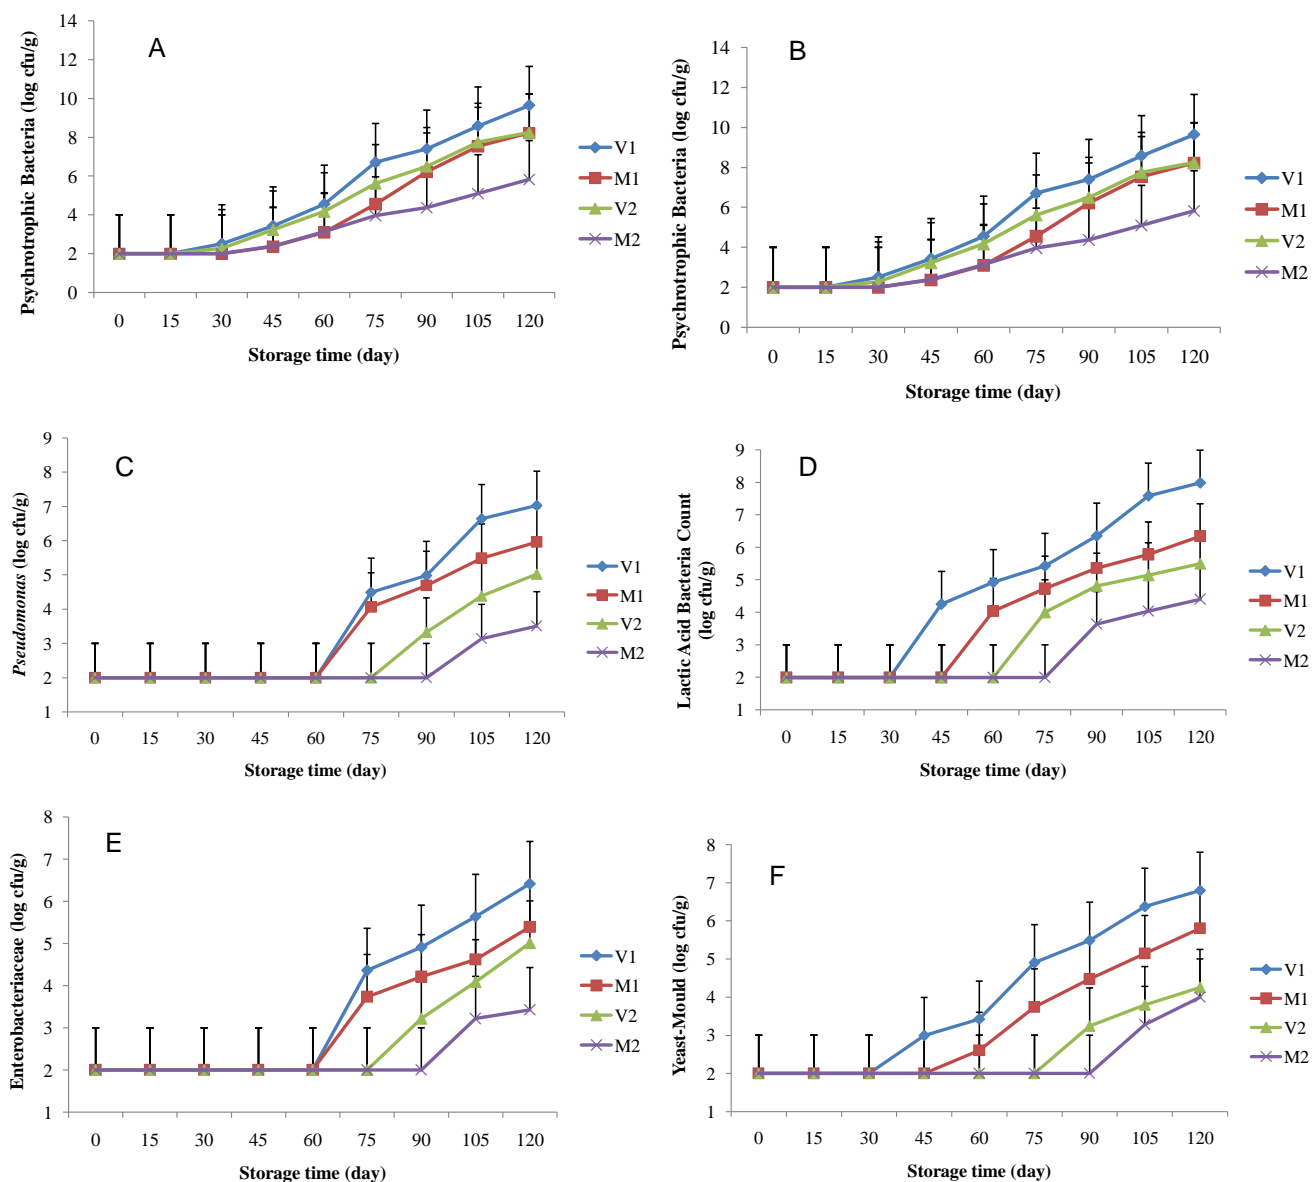 A
Psychrotrophic Bacteria (log cfu/g)
14
12
10
8
6
4
2
0
0 15 30 45 60 75 90 105 120
Storage time (day)
V1
M1
V2
M2
B
Psychrotrophic Bacteria (log cfu/g)
14
12
10
8
6
4
2
0
0 15 30 45 60 75 90 105 120
Storage time (day)
V1
M1
V2
M2
C
Pseudomonas (log cfu/g)
9
8
7
6
5
4
3
2
1
0 15 30 45 60 75 90 105 120
Storage time (day)
V1
M1
V2
M2
D
Lactic Acid Bacteria Count
(log cfu/g)
9
8
7
6
5
4
3
2
1
0 15 30 45 60 75 90 105 120
Storage time (day)
V1
M1
V2
M2
E
Enterobacteriaceae (log cfu/g)
8
7
6
5
4
3
2
1
0 15 30 45 60 75 90 105 120
Storage time (day)
V1
M1
V2
M2
F
Yeast-Mould (log cfu/g)
8
7
6
5
4
3
2
1
0 15 30 45 60 75 90 105 120
Storage time (day)
V1
M1
V2
M2